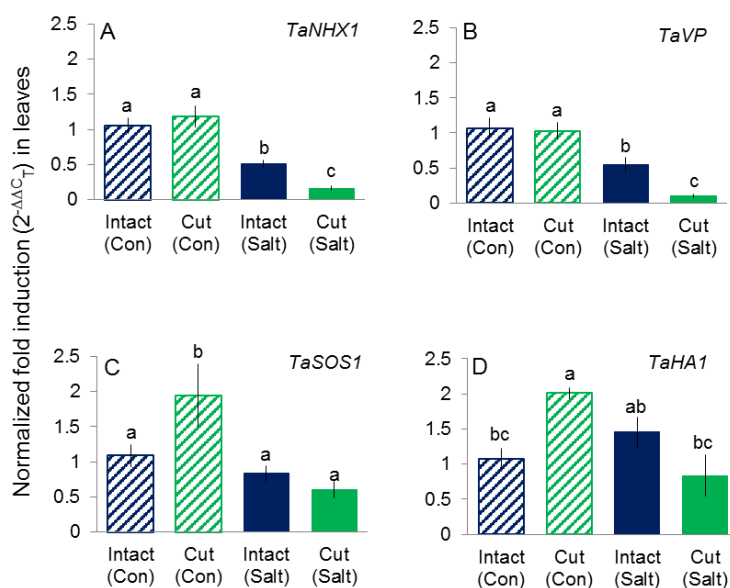 Normalized fold induction (2-ΔΔCT) in leaves
A
TaNHX1
2.5
2
1.5
1
0.5
0
a
a
b
c
Intact
(Con)
Cut
(Con)
Intact
(Salt)
Cut
(Salt)
B
TaVP
2.5
2
1.5
1
0.5
0
a
a
b
c
Intact
(Con)
Cut
(Con)
Intact
(Salt)
Cut
(Salt)
C
TaSOS1
2.5
2
1.5
1
0.5
0
a
b
a
a
Intact
(Con)
Cut
(Con)
Intact
(Salt)
Cut
(Salt)
D
TaHA1
2.5
2
1.5
1
0.5
0
bc
a
ab
bc
Intact
(Con)
Cut
(Con)
Intact
(Salt)
Cut
(Salt)